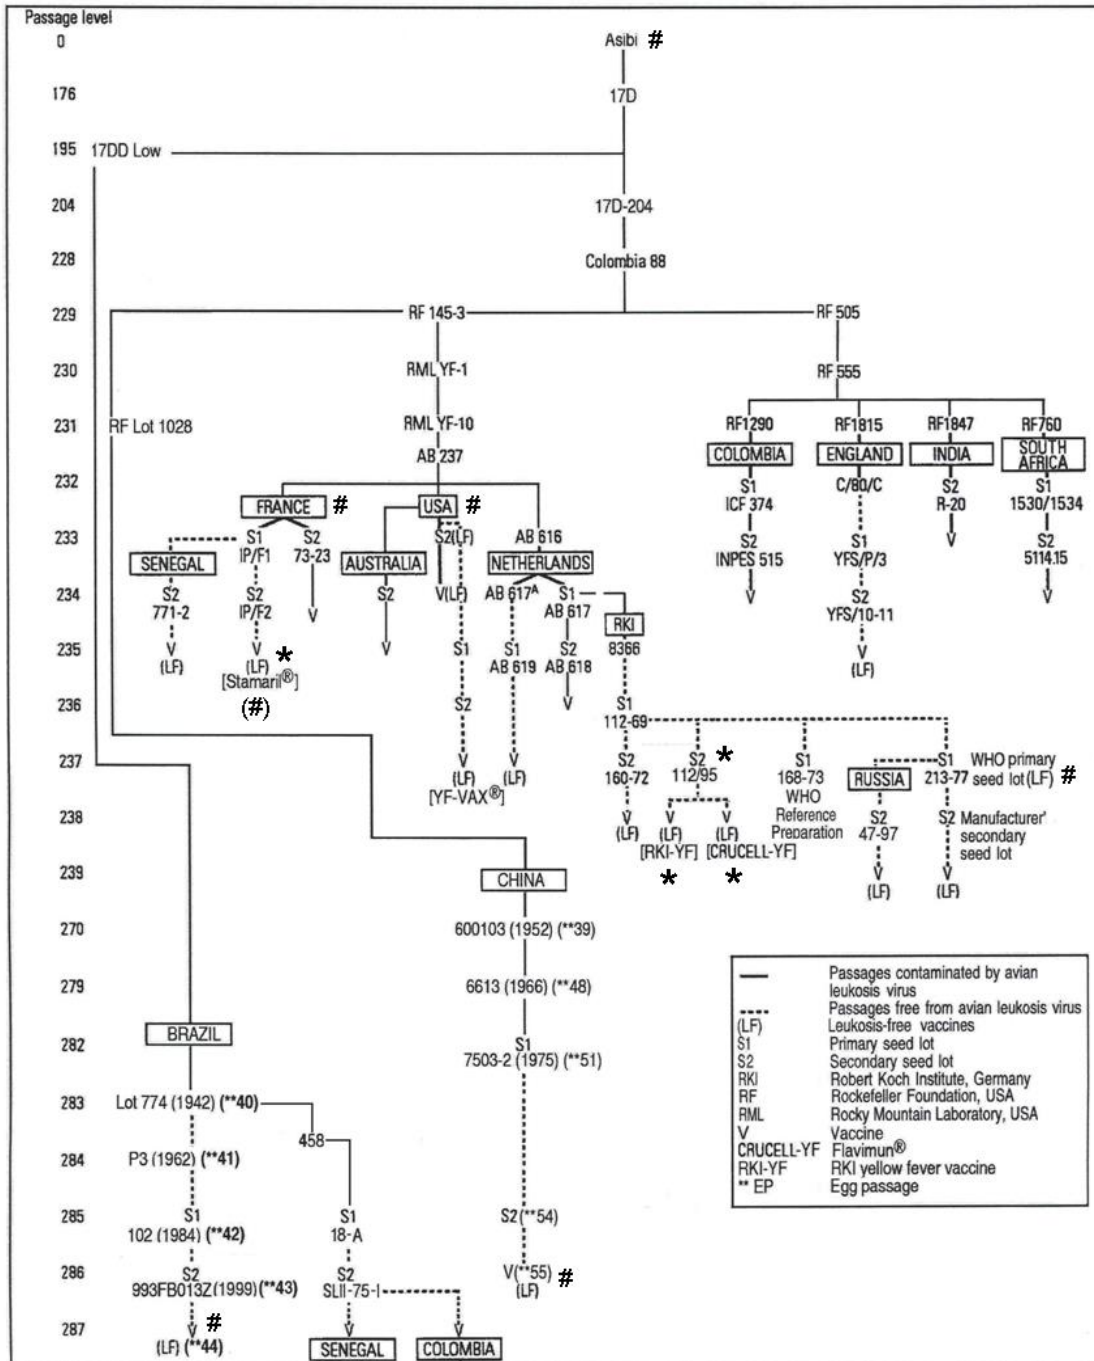 Passage level
0 Asibi #
176 17D
195 17DD Low
204 17D-204
228 Colombia 88
229 RF 145-3 RF 505
230 RML YF-1 RF 555
231 RF Lot 1028 RML YF-10 RF1290 RF1815 RF1847 RF760
AB 237 COLOMBIA ENGLAND INDIA SOUTH AFRICA
232 S1 C/80/C S2 S1
FRANCE # USA # ICF 374 R-20 1530/1534
233 S1 S2 S2(LF) AB 616 S2 S1 V S2
SENEGAL IP/F1 73-23 AUSTRALIA NETHERLANDS INPES 515 YFS/P/3 5114.15
234 S2 S2 V S2 V(LF) AB 617A S1 V S2 V
771-2 IP/F2 AB 617 RKI YFS/10-11
235 V V * V S1 S1 S2 8366 V
(LF) (LF) AB 619 AB 618 (LF)
[Stamaril®]
236 (#) S2 V S1
112-69
237 V V S2 S2 * S1 S1 WHO primary
(LF) (LF) 160-72 112/95 168-73 RUSSIA 213-77 seed lot(LF) #
[YF-VAX®] WHO
Reference
Preparation
238 V V V S2 S2 Manufacturer'
(LF) (LF) (LF) 47-97 secondary
[RKI-YF] [CRUCELL-YF] seed lot
239 CHINA * * V V
(LF) (LF)
270 600103 (1952) (**39)
279 6613 (1966) (**48)
BRAZIL
282 S1
7503-2 (1975) (**51)
283 Lot 774 (1942) (**40)
458
284 P3 (1962) (**41)
285 S1 S1 S2(**54)
102 (1984) (**42) 18-A
286 S2 S2 V(**55) #
993FB013Z(1999) (**43) SLII-75-I (LF)
287 V # V V
(LF) (**44) SENEGAL COLOMBIA
Passages contaminated by avian
leukosis virus
Passages free from avian leukosis virus
(LF) Leukosis-free vaccines
S1 Primary seed lot
S2 Secondary seed lot
RKI Robert Koch Institute, Germany
RF Rockefeller Foundation, USA
RML Rocky Mountain Laboratory, USA
V Vaccine
CRUCELL-YF Flavimun®
RKI-YF RKI yellow fever vaccine
** EP Egg passage